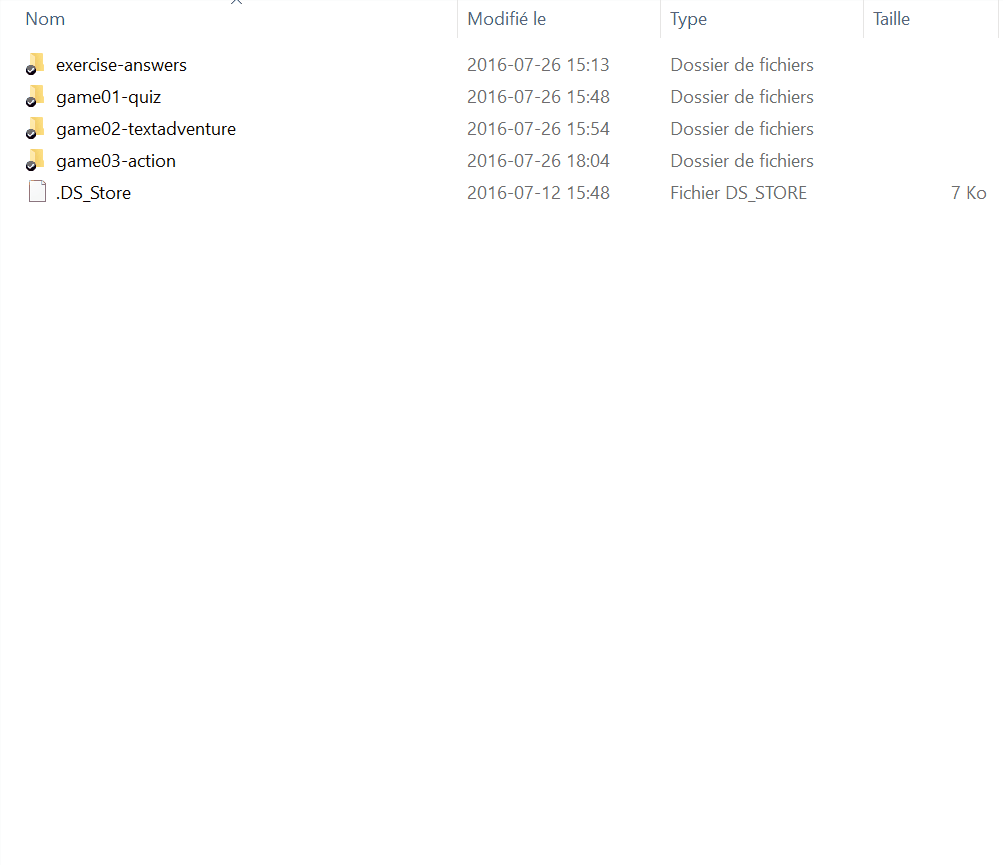 Nom Modifié le Type Taille
exercise-answers 2016-07-26 15:13 Dossier de fichiers
game01-quiz 2016-07-26 15:48 Dossier de fichiers
game02-textadventure 2016-07-26 15:54 Dossier de fichiers
game03-action 2016-07-26 18:04 Dossier de fichiers
.DS_Store 2016-07-12 15:48 Fichier DS_STORE 7 Ko